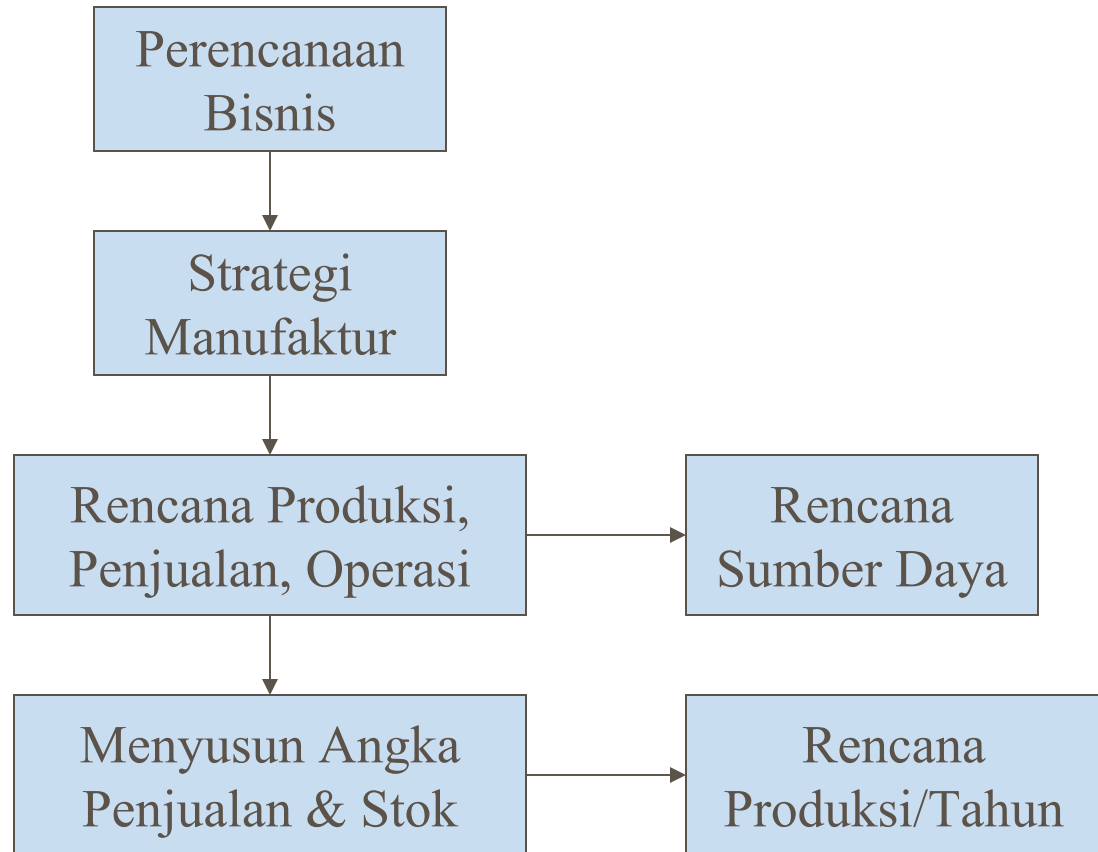 Perencanaan
Bisnis
Strategi
Manufaktur
Rencana Produksi,
Penjualan, Operasi
Rencana
Sumber Daya
Menyusun Angka
Penjualan & Stok
Rencana
Produksi/Tahun